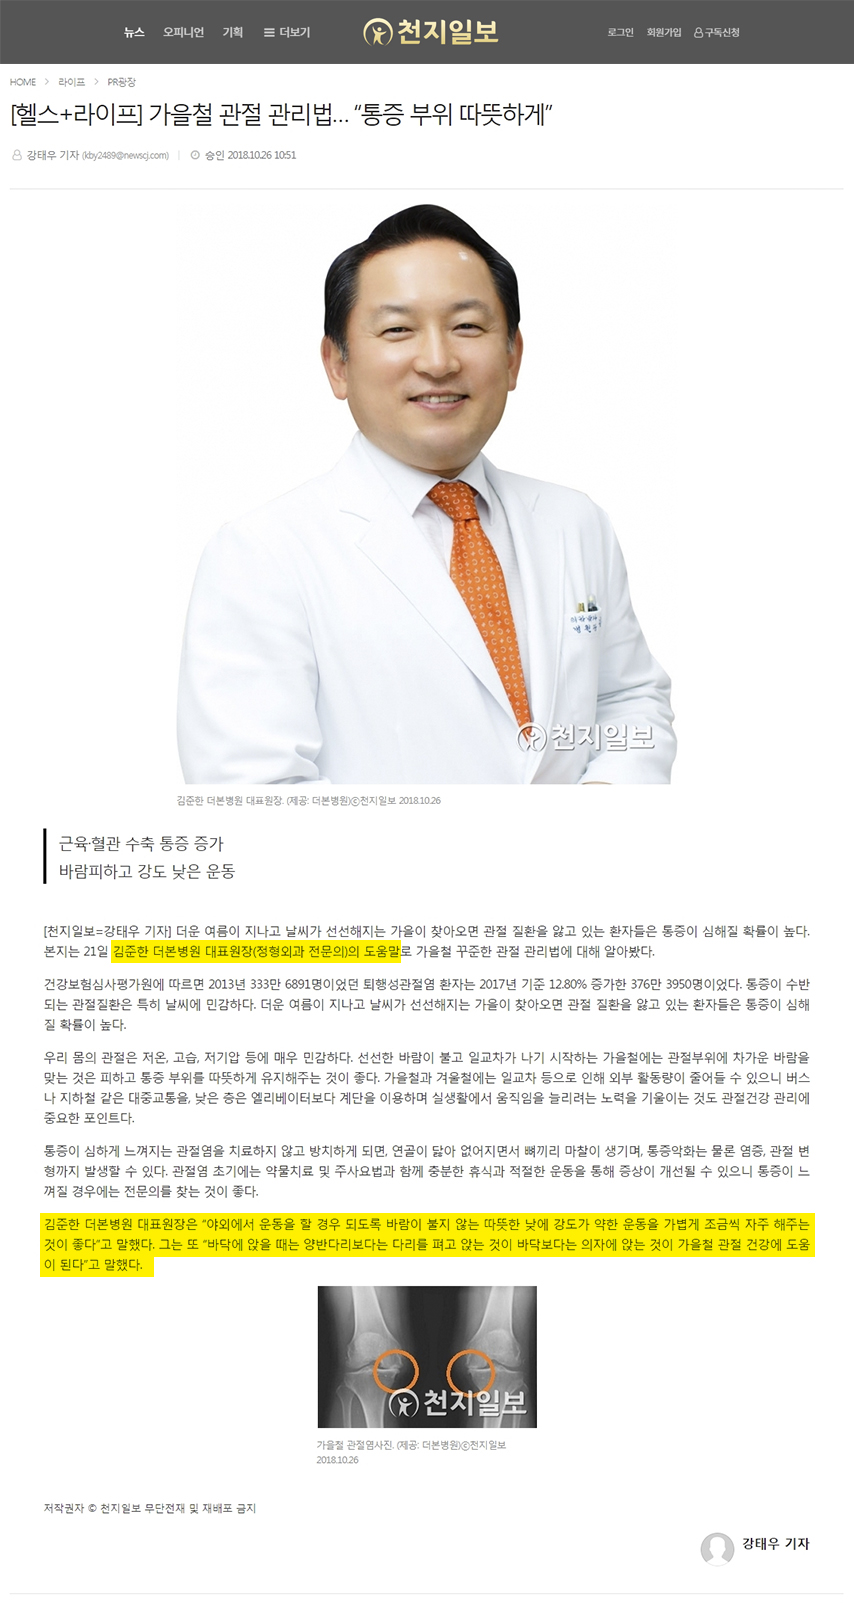 뉴스 오피니언 기획 더보기 천지일보 로그인 회원가입 구독신청
HOME > 라이프 > PR광장
[헬스+라이프] 가을철 관절 관리법… “통증 부위 따뜻하게”
강태우 기자 (kby2489@newscj.com) | 승인 2018.10.26 10:51
천지일보
김준한 더본병원 대표원장. (제공: 더본병원)ⓒ천지일보 2018.10.26
근육·혈관 수축 통증 증가
바람피하고 강도 낮은 운동
[천지일보=강태우 기자] 더운 여름이 지나고 날씨가 선선해지는 가을이 찾아오면 관절 질환을 앓고 있는 환자들은 통증이 심해질 확률이 높다.
본지는 21일 김준한 더본병원 대표원장(정형외과 전문의)의 도움말로 가을철 꾸준한 관절 관리법에 대해 알아봤다.
건강보험심사평가원에 따르면 2013년 333만 6891명이었던 퇴행성관절염 환자는 2017년 기준 12.80% 증가한 376만 3950명이었다. 통증이 수반
되는 관절질환은 특히 날씨에 민감하다. 더운 여름이 지나고 날씨가 선선해지는 가을이 찾아오면 관절 질환을 앓고 있는 환자들은 통증이 심해
질 확률이 높다.
우리 몸의 관절은 저온, 고습, 저기압 등에 매우 민감하다. 선선한 바람이 불고 일교차가 나기 시작하는 가을철에는 관절부위에 차가운 바람을
맞는 것은 피하고 통증 부위를 따뜻하게 유지해주는 것이 좋다. 가을철과 겨울철에는 일교차 등으로 인해 외부 활동량이 줄어들 수 있으니 버스
나 지하철 같은 대중교통을, 낮은 층은 엘리베이터보다 계단을 이용하며 실생활에서 움직임을 늘리려는 노력을 기울이는 것도 관절건강 관리에
중요한 포인트다.
통증이 심하게 느껴지는 관절염을 치료하지 않고 방치하게 되면, 연골이 닳아 없어지면서 뼈끼리 마찰이 생기며, 통증악화는 물론 염증, 관절 변
형까지 발생할 수 있다. 관절염 초기에는 약물치료 및 주사요법과 함께 충분한 휴식과 적절한 운동을 통해 증상이 개선될 수 있으니 통증이 느
껴질 경우에는 전문의를 찾는 것이 좋다.
김준한 더본병원 대표원장은 “야외에서 운동을 할 경우 되도록 바람이 불지 않는 따뜻한 낮에 강도가 약한 운동을 가볍게 조금씩 자주 해주는
것이 좋다”고 말했다. 그는 또 “바닥에 앉을 때는 양반다리보다는 다리를 펴고 앉는 것이 바닥보다는 의자에 앉는 것이 가을철 관절 건강에 도움
이 된다”고 말했다.
천지일보
가을철 관절염사진. (제공: 더본병원)ⓒ천지일보
2018.10.26
저작권자 © 천지일보 무단전재 및 재배포 금지
강태우 기자